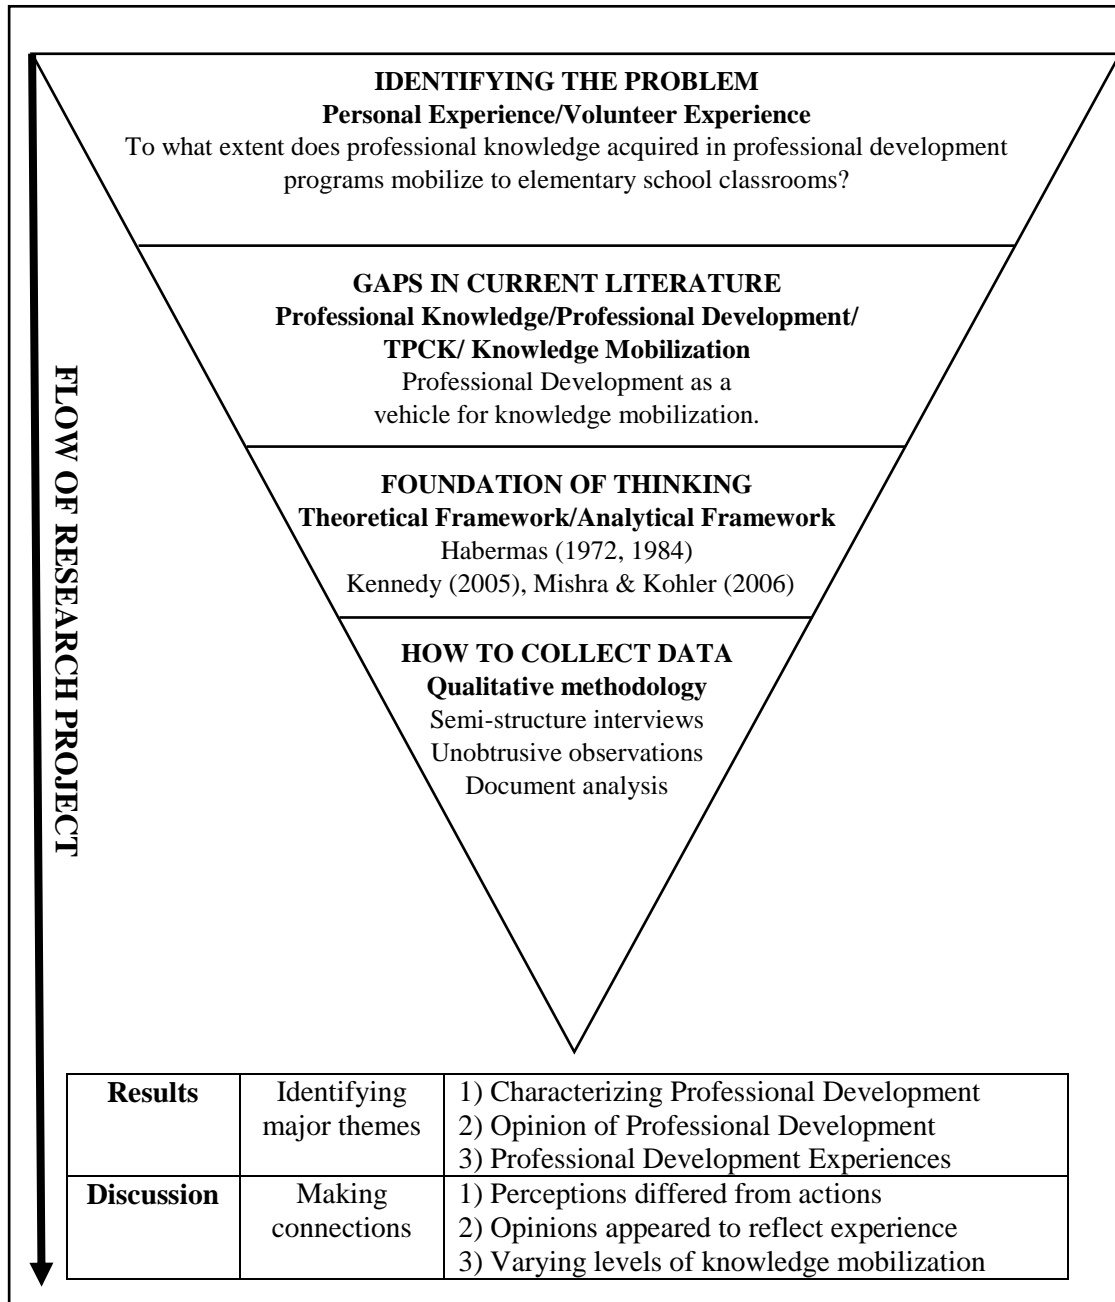 IDENTIFYING THE PROBLEM
Personal Experience/Volunteer Experience
To what extent does professional knowledge acquired in professional development
programs mobilize to elementary school classrooms?
GAPS IN CURRENT LITERATURE
Professional Knowledge/Professional Development/
TPCK/ Knowledge Mobilization
Professional Development as a
vehicle for knowledge mobilization.
FOUNDATION OF THINKING
Theoretical Framework/Analytical Framework
Habermas (1972, 1984)
Kennedy (2005), Mishra & Kohler (2006)
HOW TO COLLECT DATA
Qualitative methodology
Semi-structure interviews
Unobtrusive observations
Document analysis
FLOW OF RESEARCH PROJECT
Results
Identifying
major themes
1) Characterizing Professional Development
2) Opinion of Professional Development
3) Professional Development Experiences
Discussion
Making
connections
1) Perceptions differed from actions
2) Opinions appeared to reflect experience
3) Varying levels of knowledge mobilization